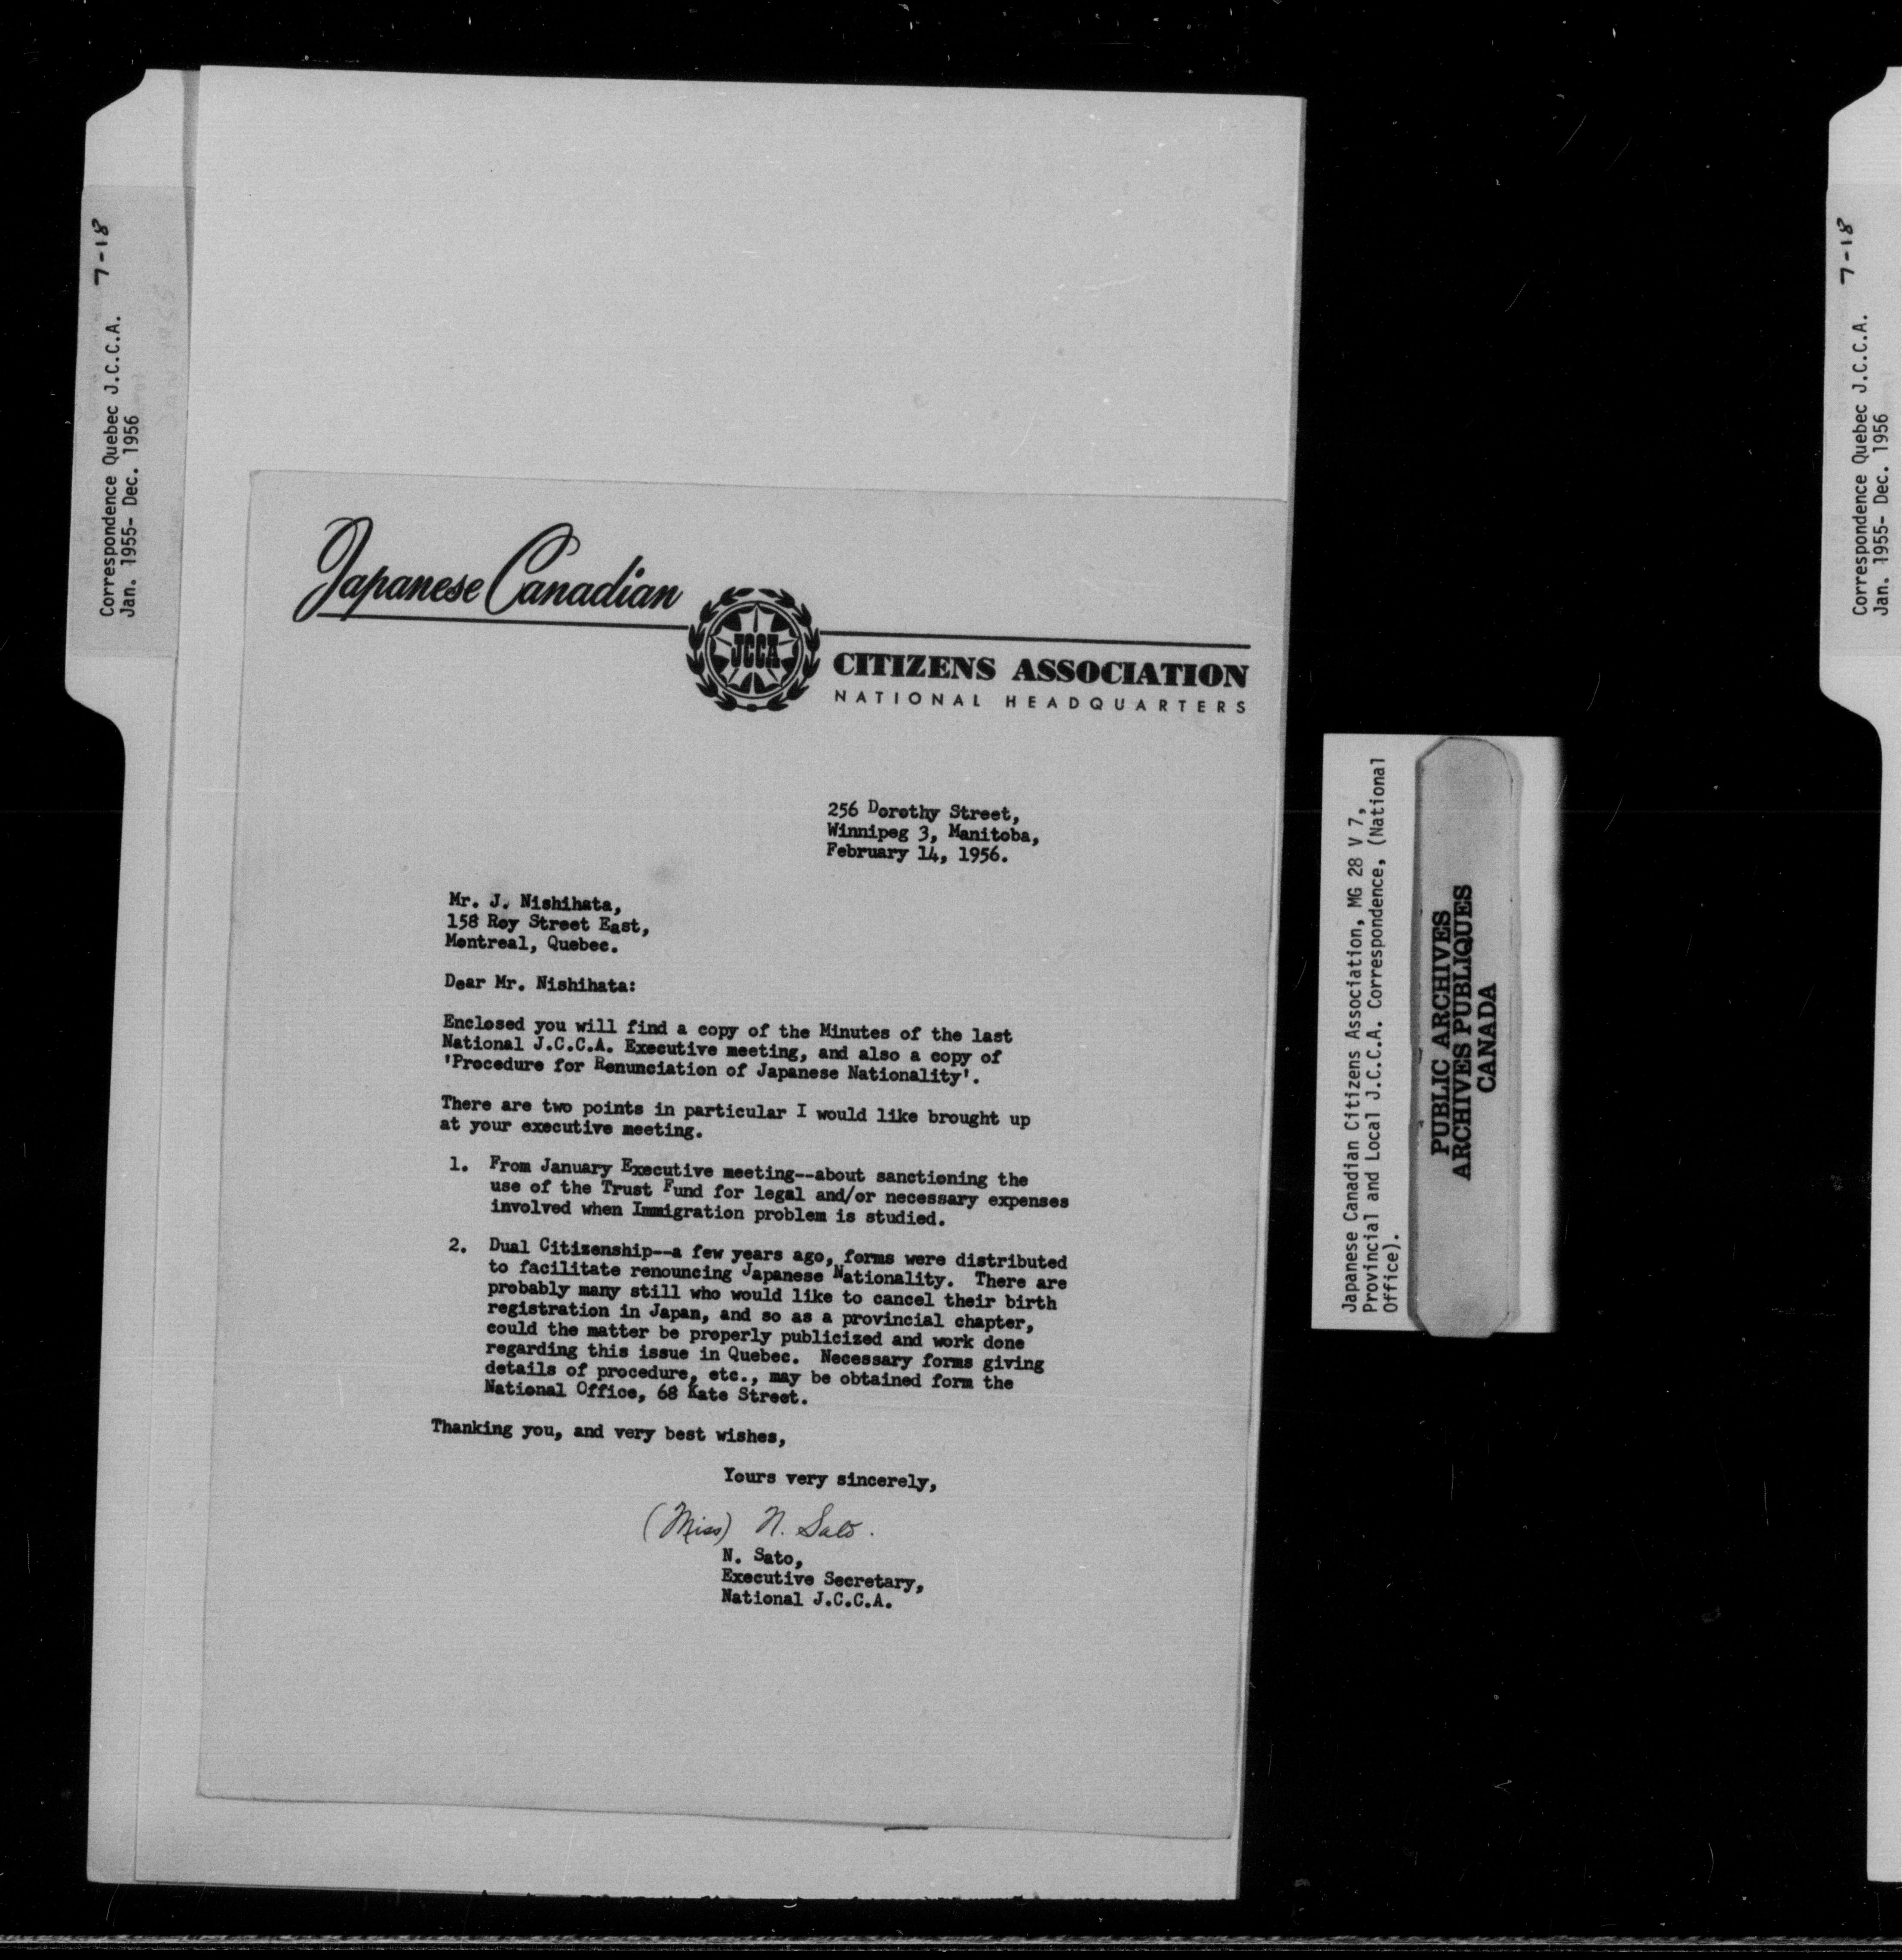 7-18
Correspondence Quebec J.C.C.A.
Jan. 1955- Dec. 1956
Japanese Canadian
JCCA
CITIZENS ASSOCIATION
NATIONAL HEADQUARTERS
256 Dorothy Street,
Winnipeg 3, Manitoba,
February 14, 1956.
Mr. J. Nishihata,
158 Roy Street East,
Montreal, Quebec.
Dear Mr. Nishihata:
Enclosed you will find a copy of the Minutes of the last
National J.C.C.A. Executive meeting, and also a copy of
'Procedure for Renunciation of Japanese Nationality'.
There are two points in particular I would like brought up
at your executive meeting.
1. From January Executive meeting--about sanctioning the
use of the Trust Fund for legal and/or necessary expenses
involved when Immigration problem is studied.
2. Dual Citizenship--a few years ago, forms were distributed
to facilitate renouncing Japanese Nationality. There are
probably many still who would like to cancel their birth
registration in Japan, and so as a provincial chapter,
could the matter be properly publicized and work done
regarding this issue in Quebec. Necessary forms giving
details of procedure, etc., may be obtained form the
National Office, 68 Kate Street.
Thanking you, and very best wishes,
Yours very sincerely,
(Miss) N. Sato.
N. Sato,
Executive Secretary,
National J.C.C.A.
Japanese Canadian Citizens Association, MG 28 V 7,
Provincial and Local J.C.C.A. Correspondence, (National
Office).
PUBLIC ARCHIVES
ARCHIVES PUBLIQUES
CANADA
7-18
Correspondence Quebec J.C.C.A.
Jan. 1955- Dec. 1956